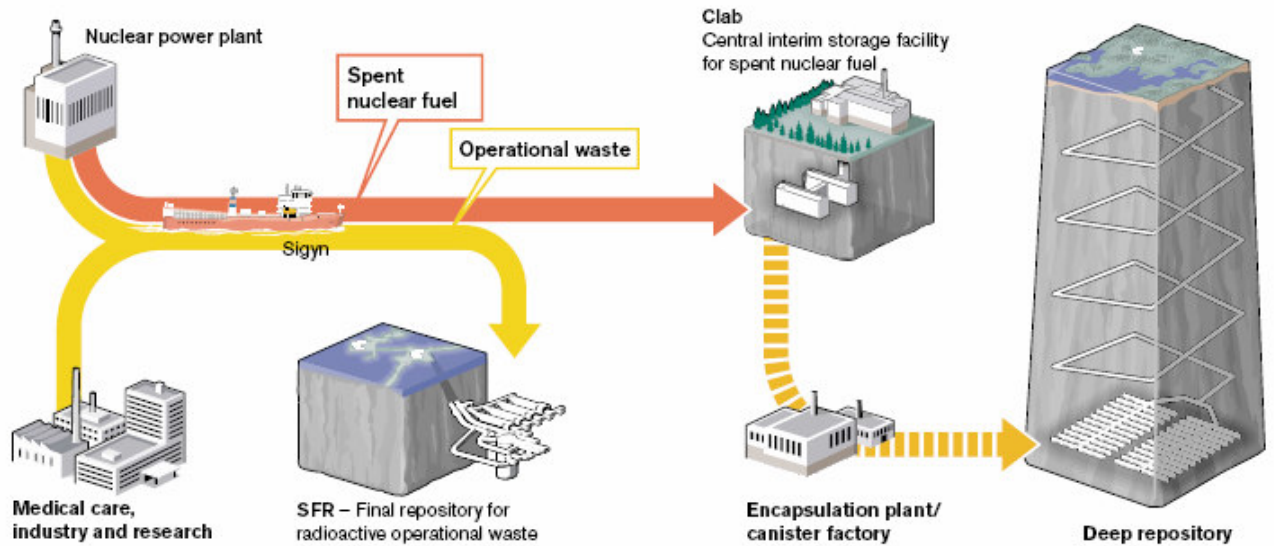 Nuclear power plant
Spent
nuclear fuel
Operational waste
Clab
Central interim storage facility
for spent nuclear fuel
Sigyn
Medical care,
industry and research
SFR – Final repository for
radioactive operational waste
Encapsulation plant/
canister factory
Deep repository